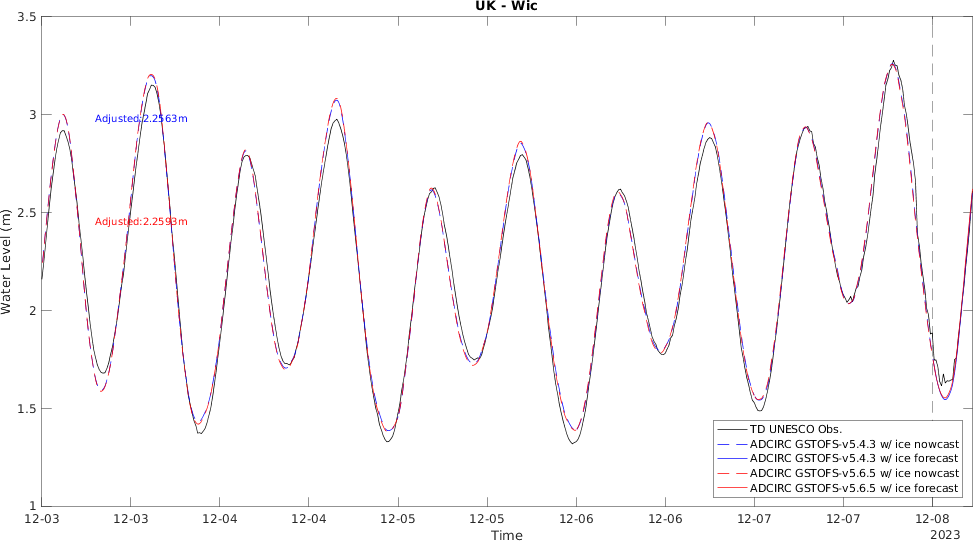 UK - Wic
3.5
3
2.5
2
1.5
1
Water Level (m)
Adjusted:2.2563m
Adjusted:2.2593m
TD UNESCO Obs.
ADCIRC GSTOFS-v5.4.3 w/ ice nowcast
ADCIRC GSTOFS-v5.4.3 w/ ice forecast
ADCIRC GSTOFS-v5.6.5 w/ ice nowcast
ADCIRC GSTOFS-v5.6.5 w/ ice forecast
12-03 12-03 12-04 12-04 12-05 12-05 12-06 12-06 12-07 12-07 12-08
2023
Time